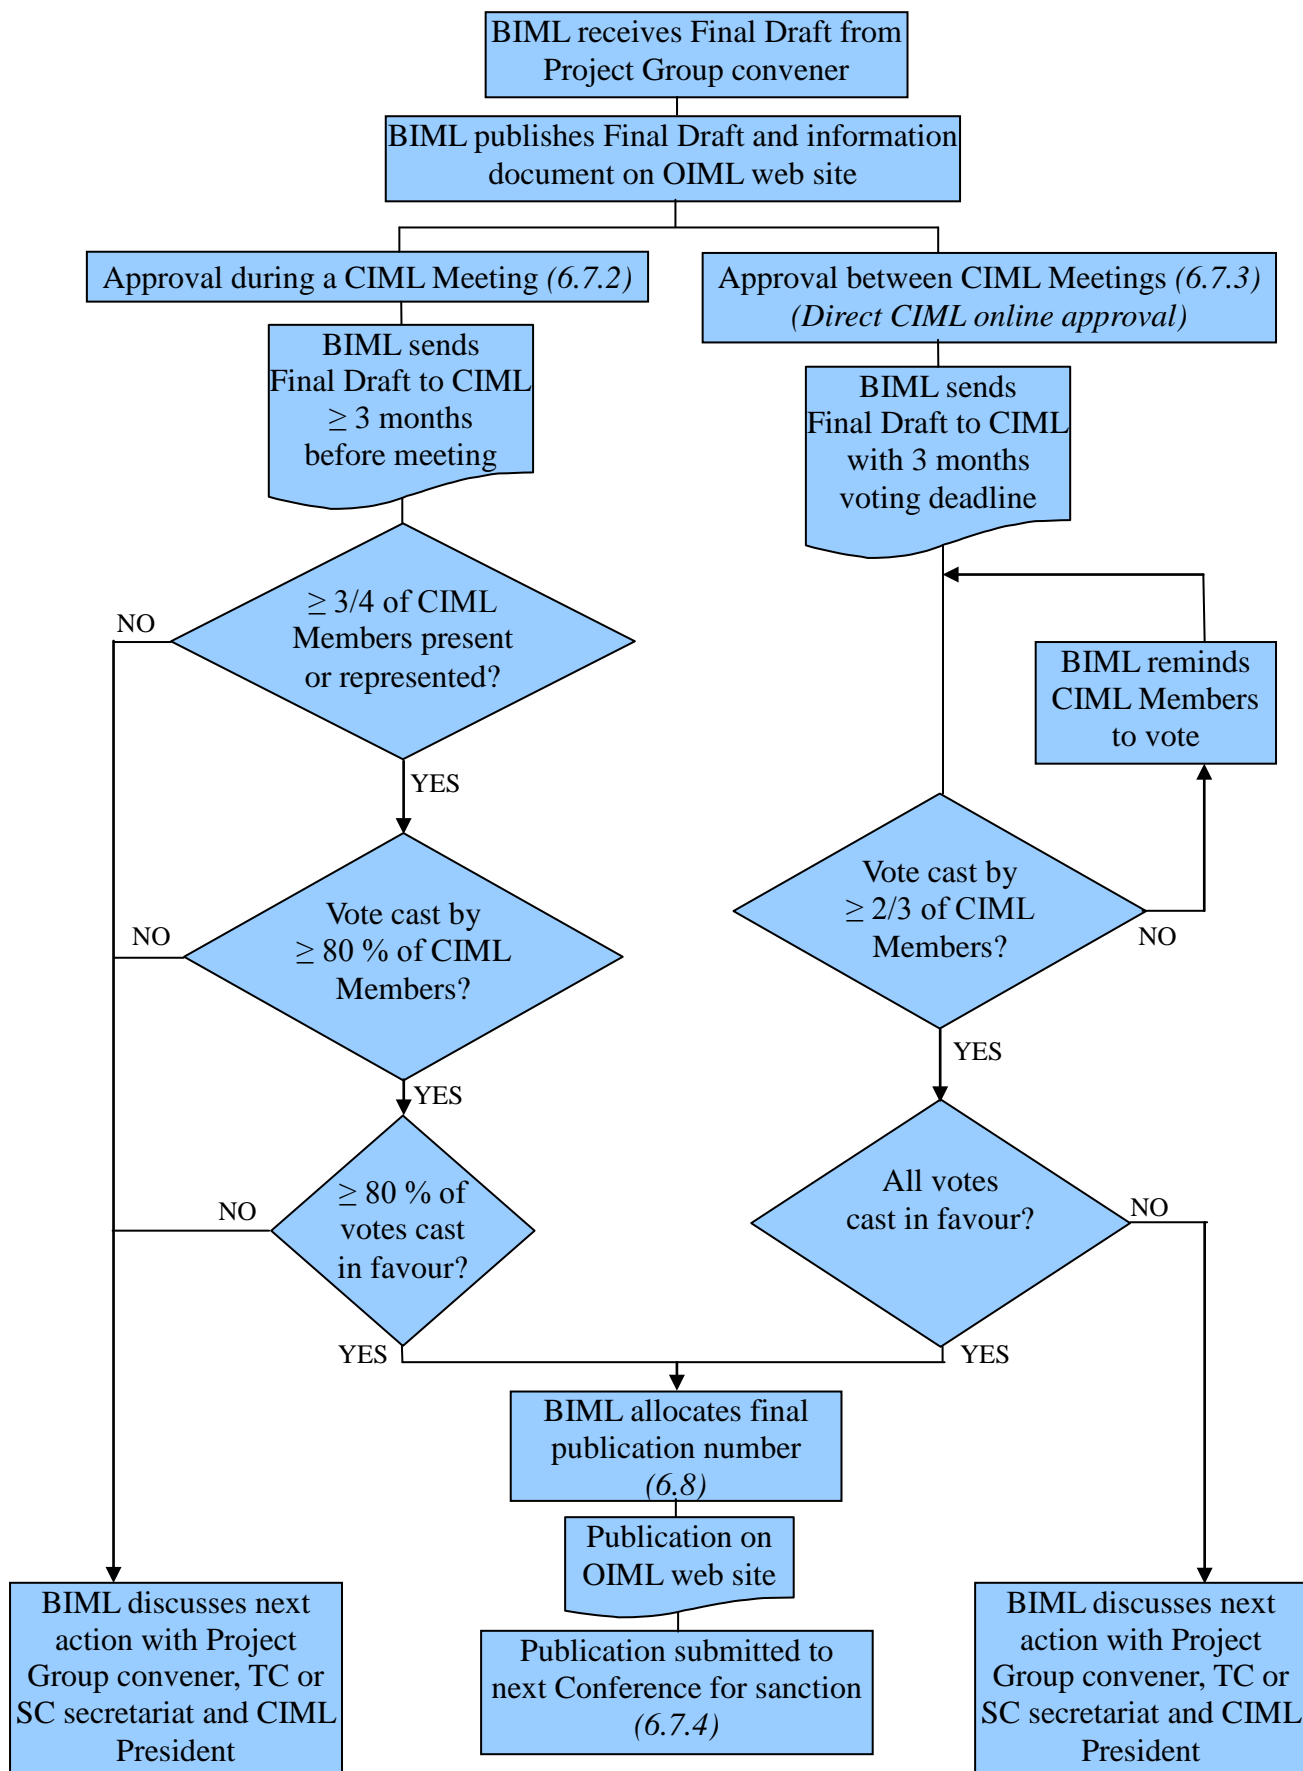 BIML receives Final Draft from
Project Group convener
BIML publishes Final Draft and information
document on OIML web site
Approval during a CIML Meeting (6.7.2)
Approval between CIML Meetings (6.7.3)
(Direct CIML online approval)
BIML sends
Final Draft to CIML
≥ 3 months
before meeting
BIML sends
Final Draft to CIML
with 3 months
voting deadline
≥ 3/4 of CIML
Members present
or represented?
NO
YES
BIML reminds
CIML Members
to vote
Vote cast by
≥ 80 % of CIML
Members?
NO
YES
Vote cast by
≥ 2/3 of CIML
Members?
NO
YES
≥ 80 % of
votes cast
in favour?
NO
YES
All votes
cast in favour?
NO
YES
BIML allocates final
publication number
(6.8)
Publication on
OIML web site
Publication submitted to
next Conference for sanction
(6.7.4)
BIML discusses next
action with Project
Group convener, TC or
SC secretariat and CIML
President
BIML discusses next
action with Project
Group convener, TC or
SC secretariat and CIML
President